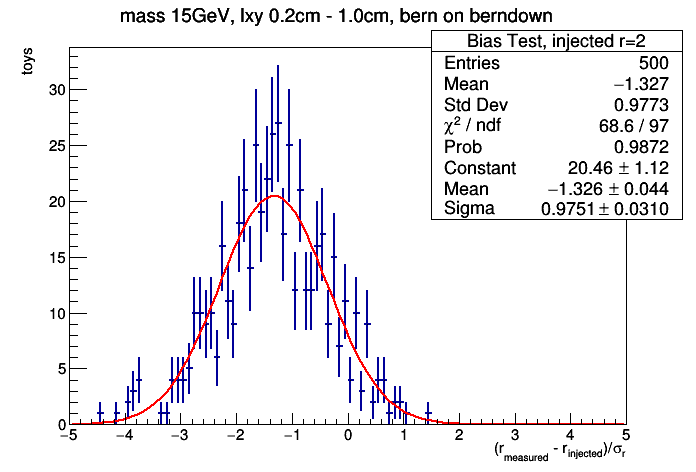 mass 15GeV, lxy 0.2cm - 1.0cm, bern on berndown
Bias Test, injected r=2
Entries 500
Mean −1.327
Std Dev 0.9773
χ² / ndf 68.6 / 97
Prob 0.9872
Constant 20.46 ± 1.12
Mean −1.326 ± 0.044
Sigma 0.9751 ± 0.0310
toys
30
25
20
15
10
5
0
−5 −4 −3 −2 −1 0 1 2 3 4 5
(r_measured - r_injected)/σ_r